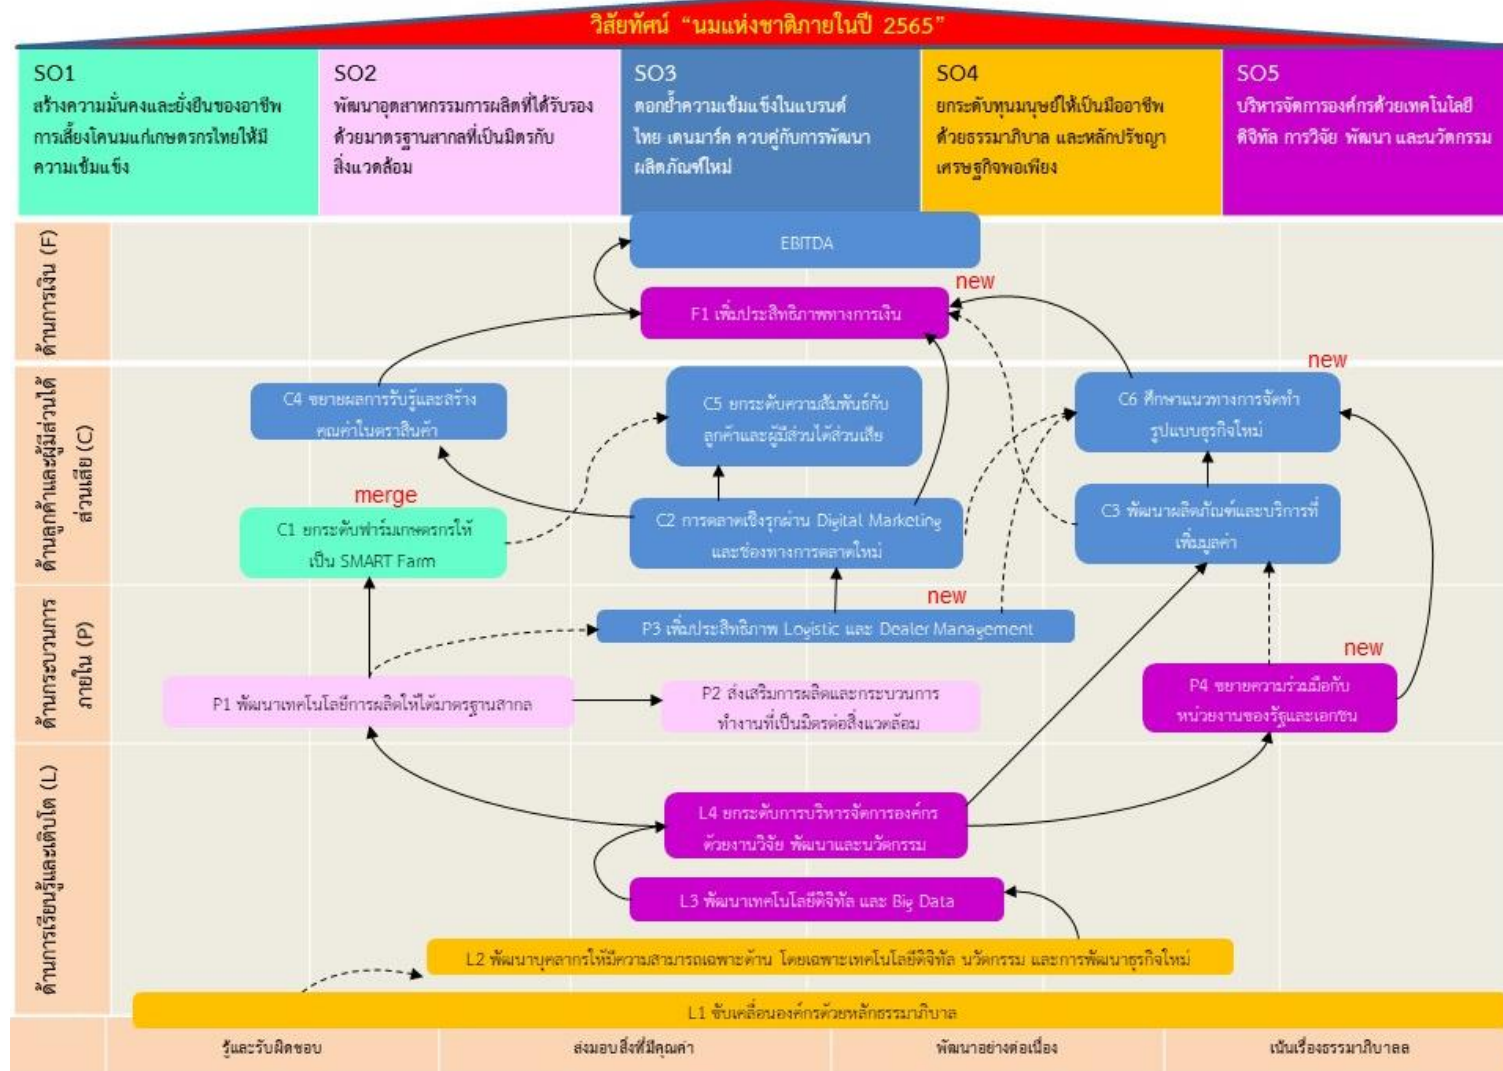 วิสัยทัศน์ “นมแห่งชาติภายในปี 2565”
SO1
สร้างความมั่นคงและยั่งยืนของอาชีพ
การเลี้ยงโคนมแก่เกษตรกรไทยให้มี
ความเข้มแข็ง
SO2
พัฒนาอุตสาหกรรมการผลิตที่ได้รับรอง
ด้วยมาตรฐานสากลที่เป็นมิตรกับ
สิ่งแวดล้อม
SO3
ตอกย้ำความเข้มแข็งในแบรนด์
ไทย เดนมาร์ค ควบคู่กับการพัฒนา
ผลิตภัณฑ์ใหม่
SO4
ยกระดับทุนมนุษย์ให้เป็นมืออาชีพ
ด้วยธรรมาภิบาล และหลักปรัชญา
เศรษฐกิจพอเพียง
SO5
บริหารจัดการองค์กรด้วยเทคโนโลยี
ดิจิทัล การวิจัย พัฒนา และนวัตกรรม
ด้านการเงิน (F)
EBITDA
new
F1 เพิ่มประสิทธิภาพทางการเงิน
ด้านลูกค้าและผู้มีส่วนได้
ส่วนเสีย (C)
new
C4 ขยายผลการรับรู้และสร้าง
คุณค่าในตราสินค้า
C5 ยกระดับความสัมพันธ์กับ
ลูกค้าและผู้มีส่วนได้ส่วนเสีย
C6 ศึกษาแนวทางการจัดทำ
รูปแบบธุรกิจใหม่
merge
C1 ยกระดับฟาร์มเกษตรกรให้
เป็น SMART Farm
C2 การตลาดเชิงรุกผ่าน Digital Marketing
และช่องทางการตลาดใหม่
C3 พัฒนาผลิตภัณฑ์และบริการที่
เพิ่มมูลค่า
ด้านกระบวนการ
ภายใน (P)
new
P3 เพิ่มประสิทธิภาพ Logistic และ Dealer Management
new
P1 พัฒนาเทคโนโลยีการผลิตให้ได้มาตรฐานสากล
P2 ส่งเสริมการผลิตและกระบวนการ
ทำงานที่เป็นมิตรต่อสิ่งแวดล้อม
P4 ขยายความร่วมมือกับ
หน่วยงานของรัฐและเอกชน
ด้านการเรียนรู้และเติบโต (L)
L4 ยกระดับการบริหารจัดการองค์กร
ด้วยงานวิจัย พัฒนาและนวัตกรรม
L3 พัฒนาเทคโนโลยีดิจิทัล และ Big Data
L2 พัฒนาบุคลากรให้มีความสามารถเฉพาะด้าน โดยเฉพาะเทคโนโลยีดิจิทัล นวัตกรรม และการพัฒนาธุรกิจใหม่
L1 ขับเคลื่อนองค์กรด้วยหลักธรรมาภิบาล
รู้และรับผิดชอบ
ส่งมอบสิ่งที่มีคุณค่า
พัฒนาอย่างต่อเนื่อง
เน้นเรื่องธรรมาภิบาลล